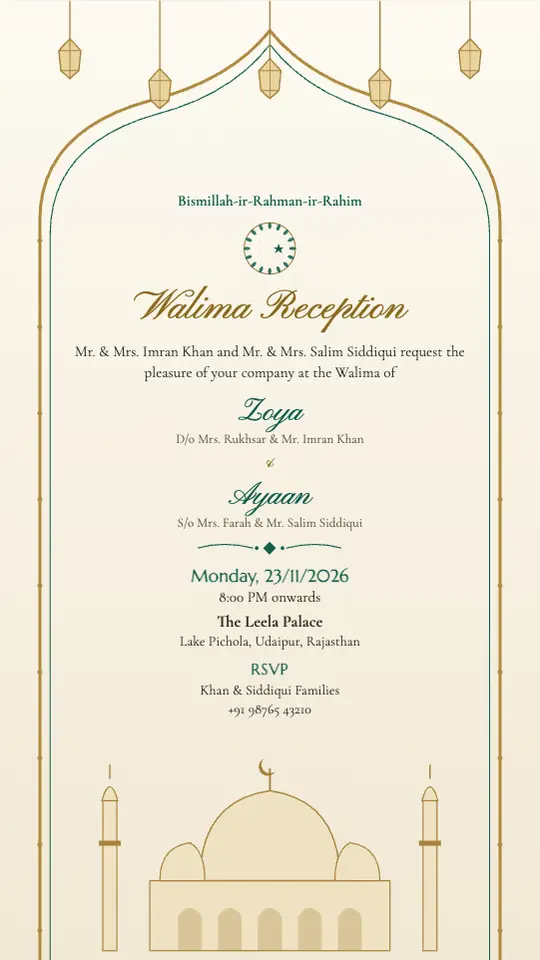 Bismillah-ir-Rahman-ir-Rahim
Walima Reception
Mr. & Mrs. Imran Khan and Mr. & Mrs. Salim Siddiqui request the
pleasure of your company at the Walima of
Zoya
D/o Mrs. Rukhsar & Mr. Imran Khan
&
Ayaan
S/o Mrs. Farah & Mr. Salim Siddiqui
Monday, 23/11/2026
8:00 PM onwards
The Leela Palace
Lake Pichola, Udaipur, Rajasthan
RSVP
Khan & Siddiqui Families
+91 98765 43210